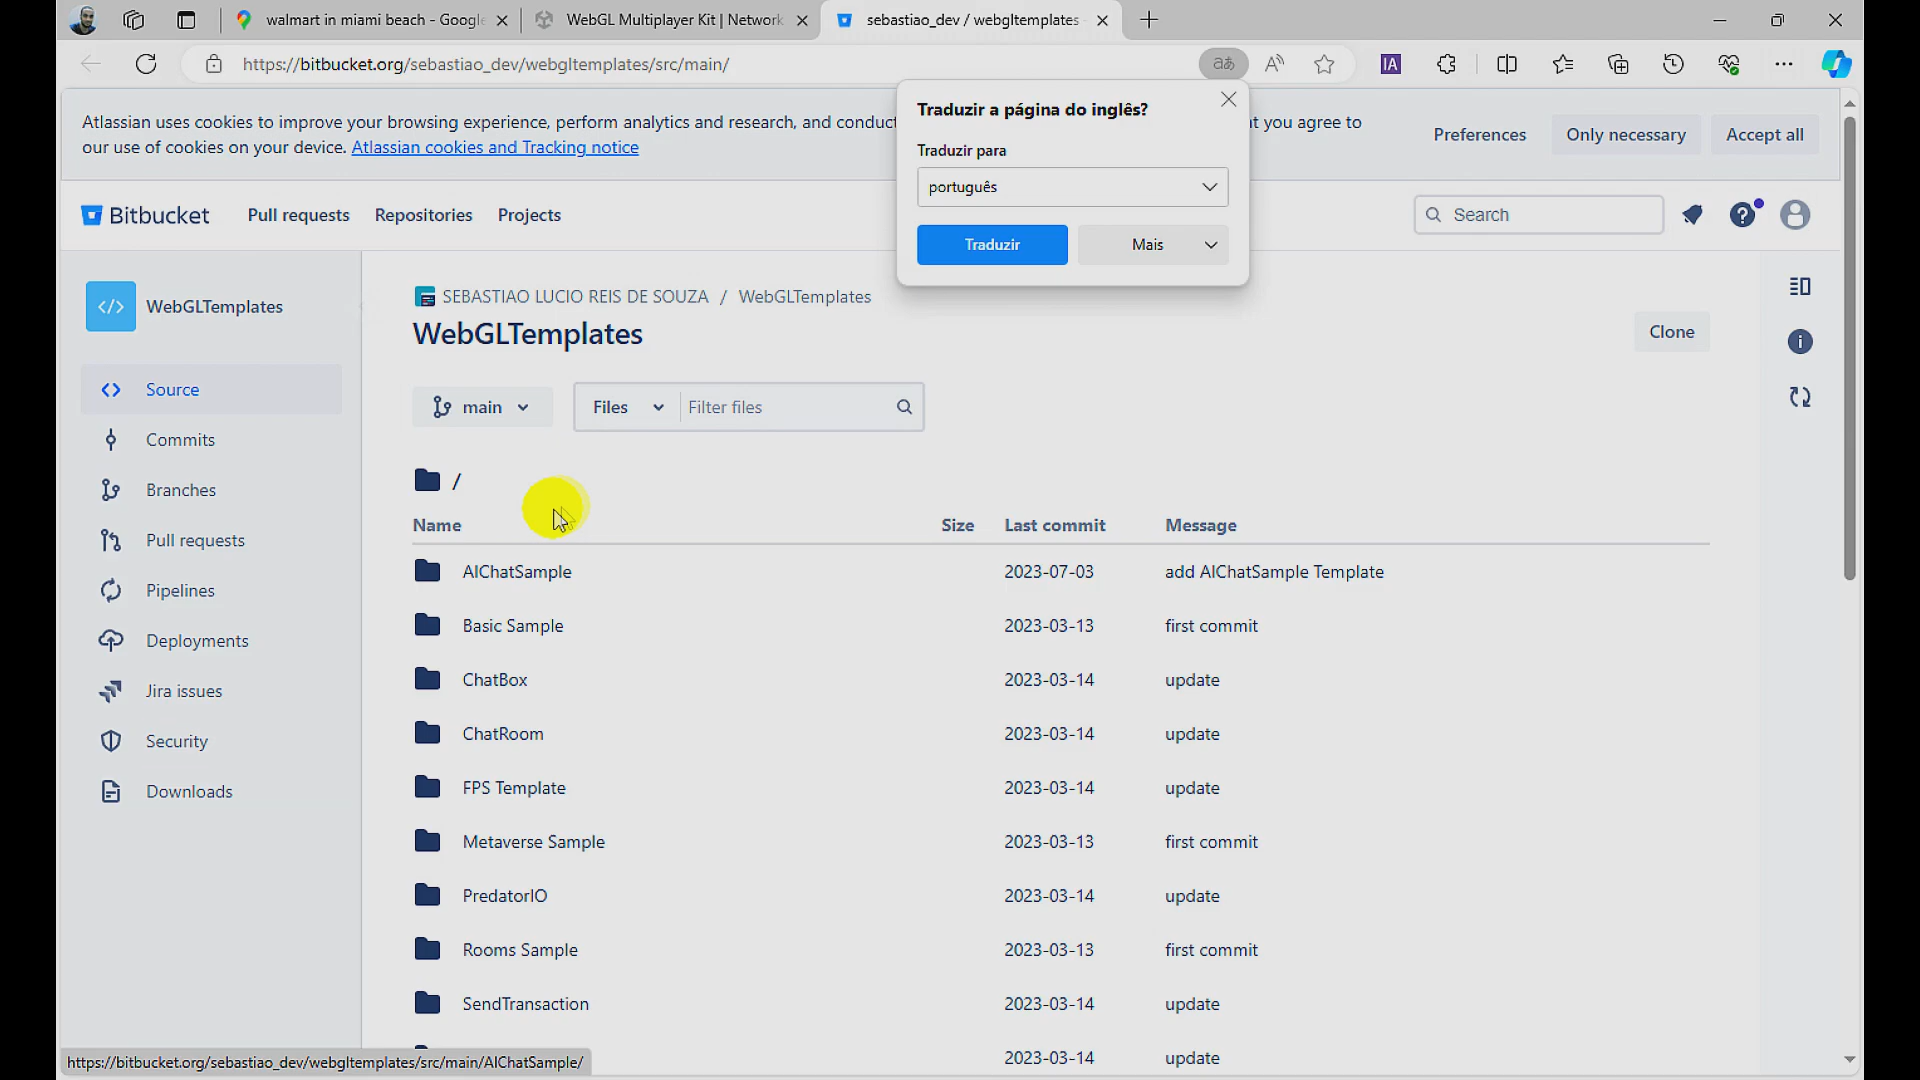 walmart in miami beach - Google
WebGL Multiplayer Kit | Network
sebastiao_dev / webgltemplates
https://bitbucket.org/sebastiao_dev/webgltemplates/src/main/
aあ
A
IA
Traduzir a página do inglês?
Traduzir para
português
Traduzir
Mais
Atlassian uses cookies to improve your browsing experience, perform analytics and research, and conduc
t you agree to
our use of cookies on your device. Atlassian cookies and Tracking notice
Preferences
Only necessary
Accept all
Bitbucket
Pull requests
Repositories
Projects
Search
WebGLTemplates
Source
Commits
Branches
Pull requests
Pipelines
Deployments
Jira issues
Security
Downloads
SEBASTIAO LUCIO REIS DE SOUZA / WebGLTemplates
WebGLTemplates
Clone
main
Files
Filter files
/
Name Size Last commit Message
AIChatSample 2023-07-03 add AIChatSample Template
Basic Sample 2023-03-13 first commit
ChatBox 2023-03-14 update
ChatRoom 2023-03-14 update
FPS Template 2023-03-14 update
Metaverse Sample 2023-03-13 first commit
PredatorIO 2023-03-14 update
Rooms Sample 2023-03-13 first commit
SendTransaction 2023-03-14 update
2023-03-14 update
https://bitbucket.org/sebastiao_dev/webgltemplates/src/main/AIChatSample/